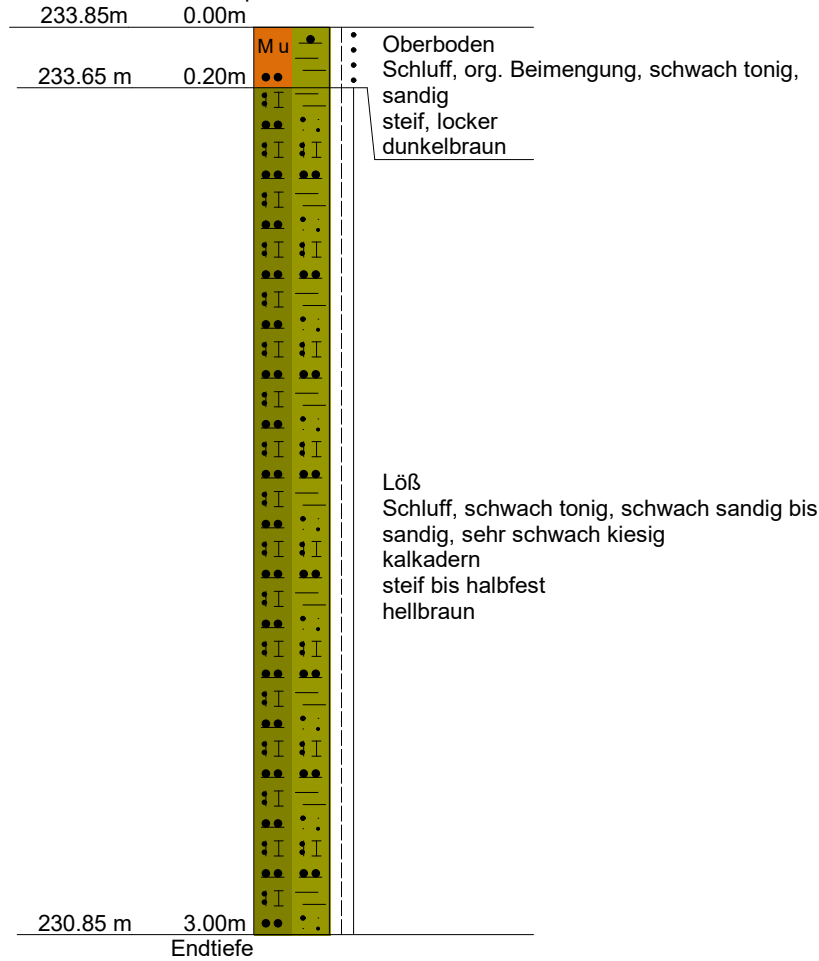 233.85m 0.00m
Mu
Oberboden
Schluff, org. Beimengung, schwach tonig,
233.65 m 0.20m
sandig
steif, locker
dunkelbraun
Löß
Schluff, schwach tonig, schwach sandig bis
sandig, sehr schwach kiesig
kalkadern
steif bis halbfest
hellbraun
230.85 m 3.00m
Endtiefe